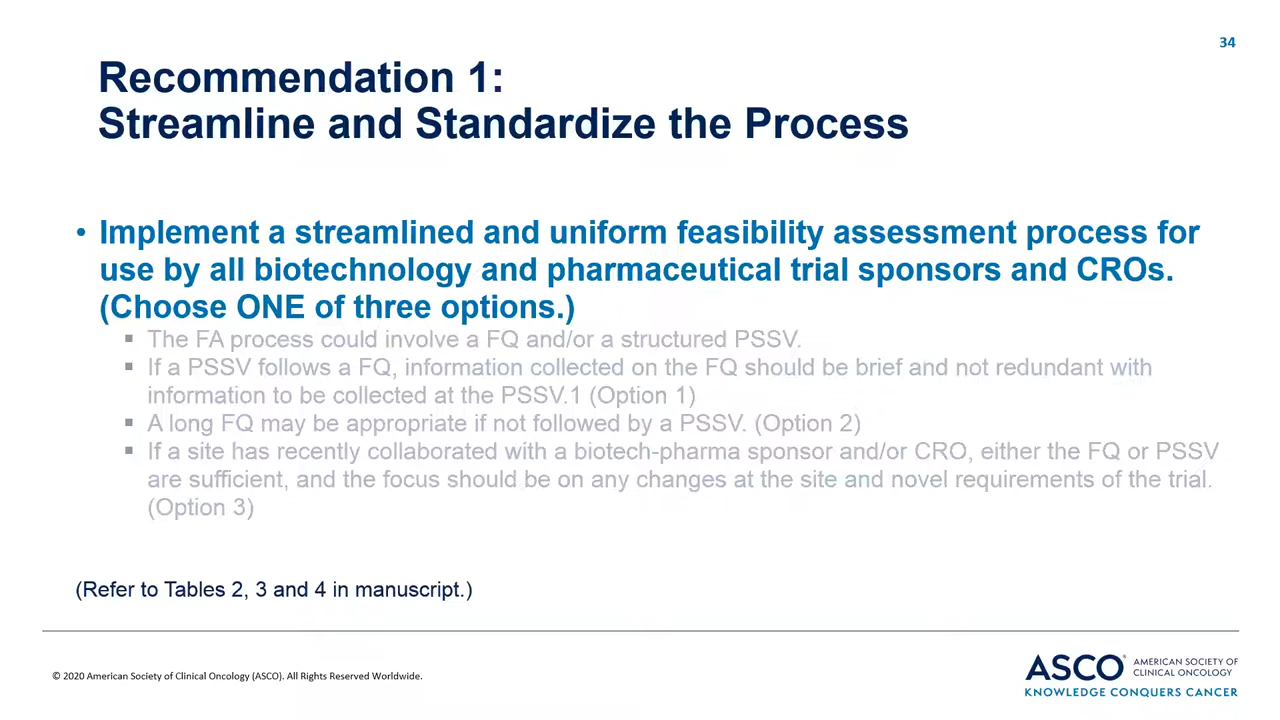 34
Recommendation 1:
Streamline and Standardize the Process
• Implement a streamlined and uniform feasibility assessment process for
use by all biotechnology and pharmaceutical trial sponsors and CROs.
(Choose ONE of three options.)
▪ The FA process could involve a FQ and/or a structured PSSV.
▪ If a PSSV follows a FQ, information collected on the FQ should be brief and not redundant with
information to be collected at the PSSV.1 (Option 1)
▪ A long FQ may be appropriate if not followed by a PSSV. (Option 2)
▪ If a site has recently collaborated with a biotech-pharma sponsor and/or CRO, either the FQ or PSSV
are sufficient, and the focus should be on any changes at the site and novel requirements of the trial.
(Option 3)
(Refer to Tables 2, 3 and 4 in manuscript.)
© 2020 American Society of Clinical Oncology (ASCO). All Rights Reserved Worldwide.
ASCO® AMERICAN SOCIETY OF
CLINICAL ONCOLOGY
KNOWLEDGE CONQUERS CANCER